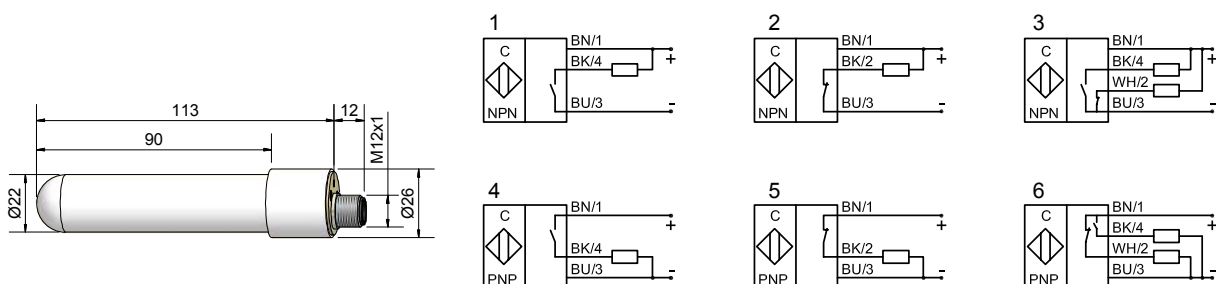 113
12
90
M12x1
Ø22
Ø26
1
C
NPN
BN/1
BK/4
BU/3
+
-
2
C
NPN
BN/1
BK/2
BU/3
+
-
3
C
NPN
BN/1
BK/4
WH/2
BU/3
+
-
4
C
PNP
BN/1
BK/4
BU/3
+
-
5
C
PNP
BN/1
BK/2
BU/3
+
-
6
C
PNP
BN/1
BK/4
WH/2
BU/3
+
-